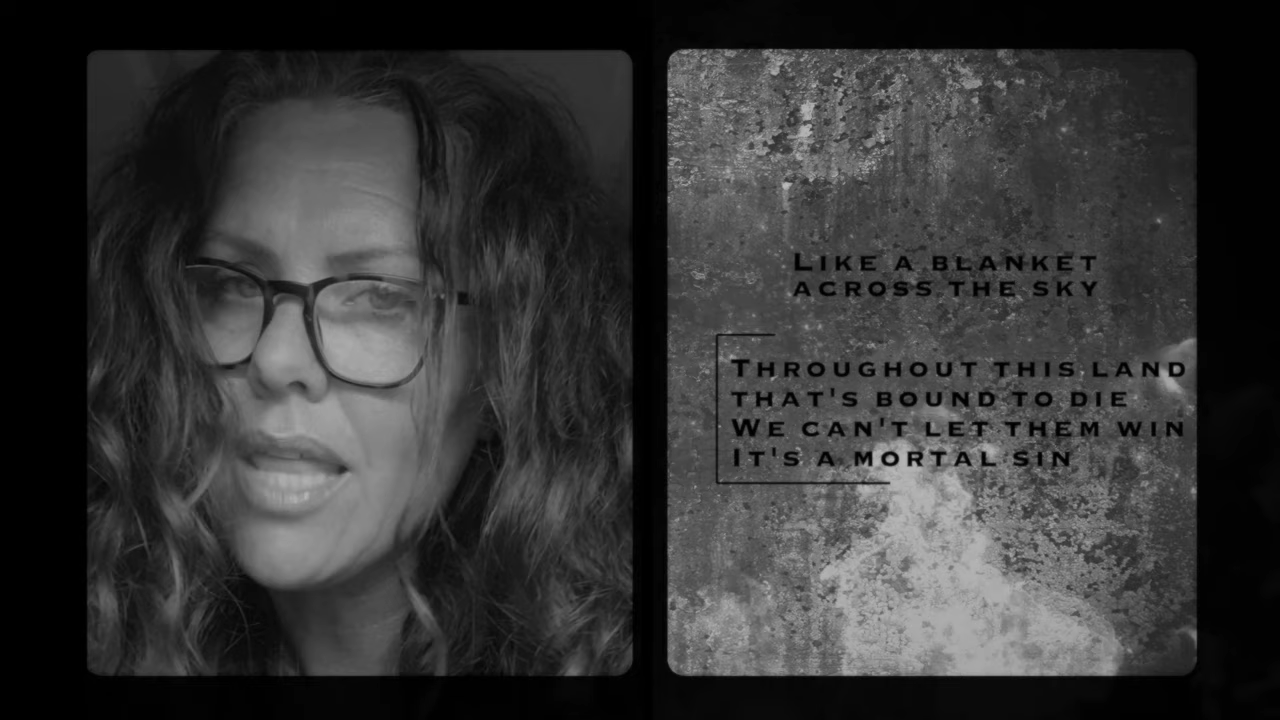 Like a blanket
across the sky
Throughout this land
that's bound to die
We can't let them win
It's a mortal sin